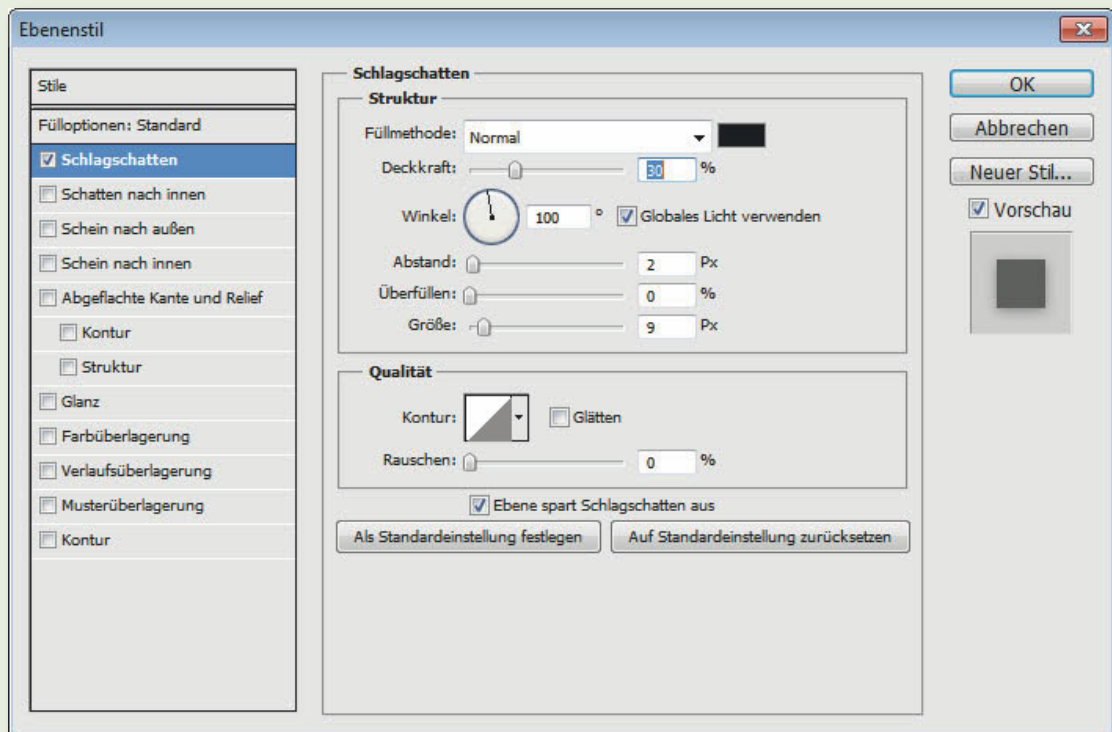 Ebenenstil
Stile
Fülloptionen: Standard
Schlagschatten
Schatten nach innen
Schein nach außen
Schein nach innen
Abgeflachte Kante und Relief
Kontur
Struktur
Glanz
Farbüberlagerung
Verlaufsüberlagerung
Musterüberlagerung
Kontur
Schlagschatten
Struktur
Füllmethode: Normal
Deckkraft: 30 %
Winkel: 100 ° Globales Licht verwenden
Abstand: 2 Px
Überfüllen: 0 %
Größe: 9 Px
Qualität
Kontur: Glätten
Rauschen: 0 %
Ebene spart Schlagschatten aus
Als Standardeinstellung festlegen Auf Standardeinstellung zurücksetzen
OK
Abbrechen
Neuer Stil...
Vorschau